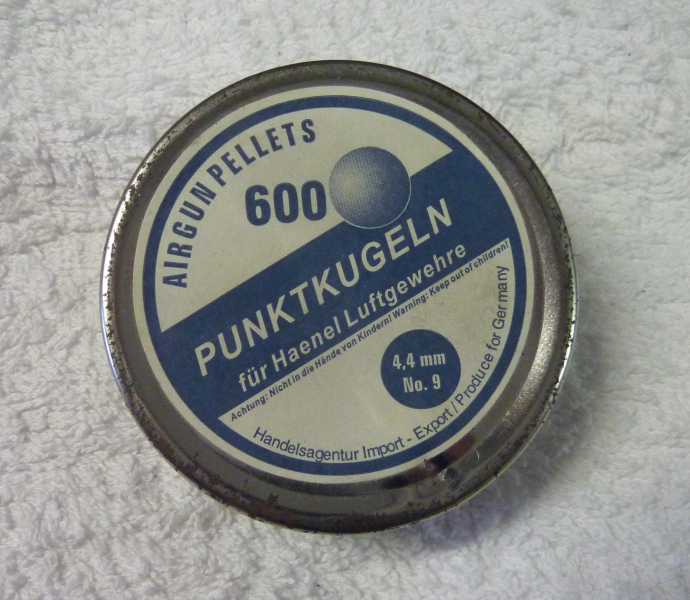 AIRGUN PELLETS
600
PUNKTKUGELN
für Haenel Luftgewehre
Achtung: Nicht in die Hände von Kindern! Warning: Keep out of children!
4,4 mm
No. 9
Handelsagentur Import - Export / Produce for Germany